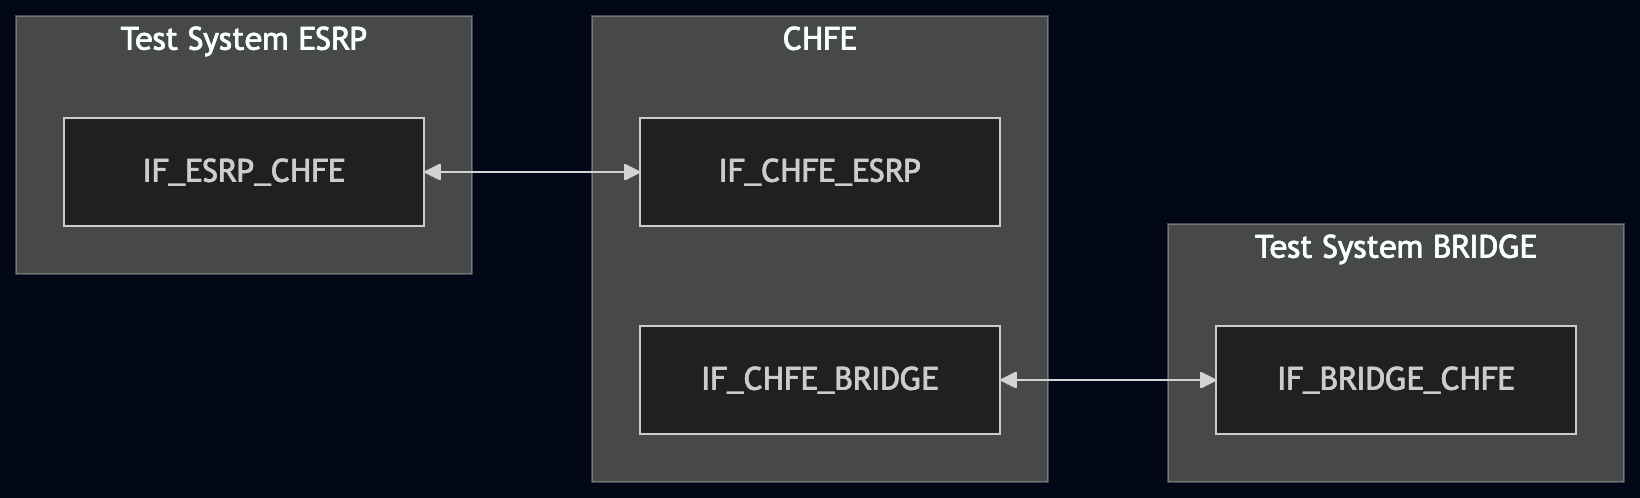 Test System ESRP
IF_ESRP_CHFE
CHFE
IF_CHFE_ESRP
IF_CHFE_BRIDGE
Test System BRIDGE
IF_BRIDGE_CHFE